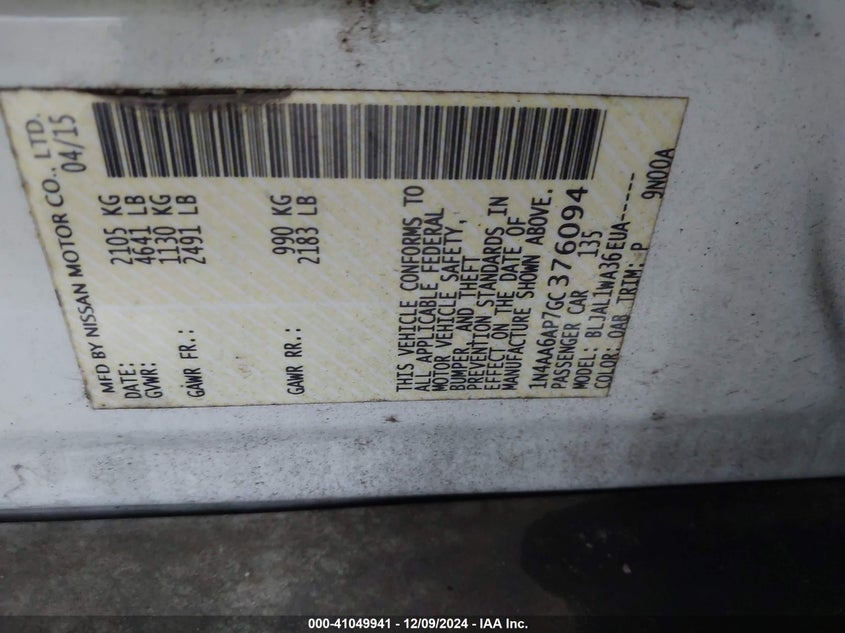 MFD BY NISSAN MOTOR CO., LTD.
DATE: 04/15
GVWR: 2105 KG
4641 LB
GAWR FR.: 1130 KG
2491 LB
GAWR RR.: 990 KG
2183 LB
THIS VEHICLE CONFORMS TO
ALL APPLICABLE FEDERAL
MOTOR VEHICLE SAFETY,
BUMPER, AND THEFT
PREVENTION STANDARDS IN
EFFECT ON THE DATE OF
MANUFACTURE SHOWN ABOVE.
1N4AA6AP7GC376094
PASSENGER CAR 135
MODEL: BLJAL1WA36EUA------
COLOR: QAB TRIM: P 9N00A
000-41049941 - 12/09/2024 - IAA Inc.